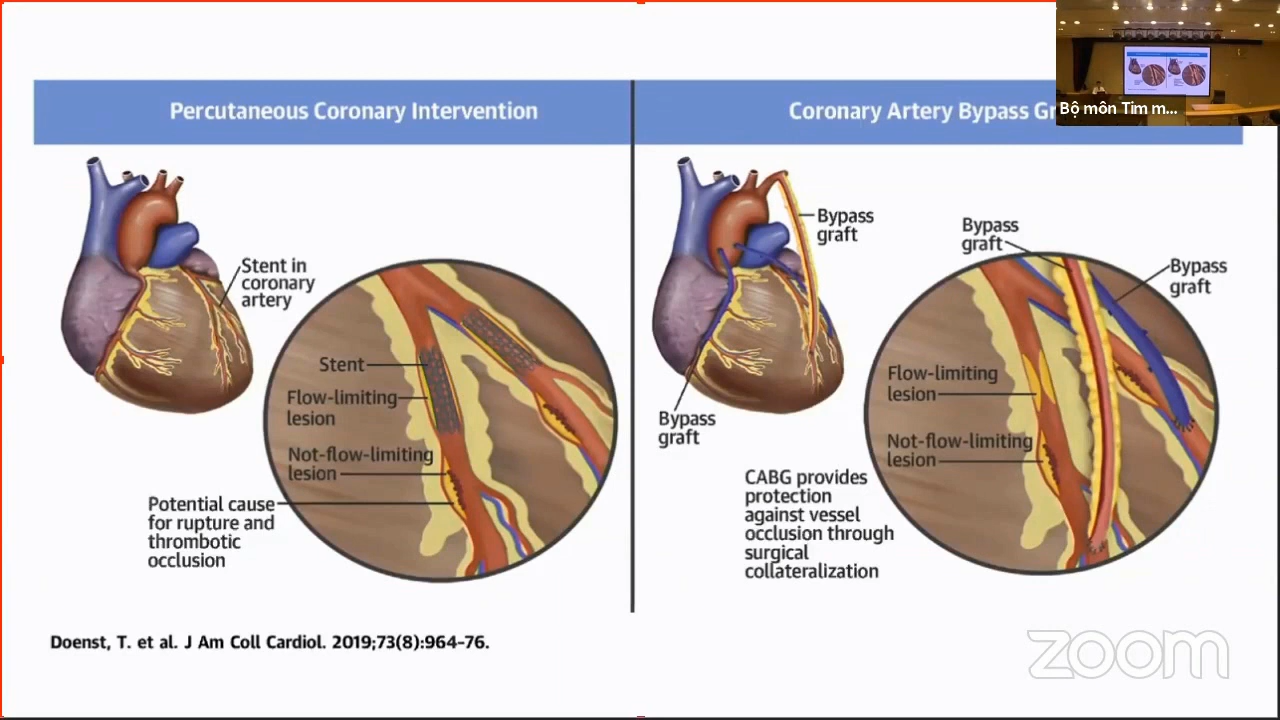 Percutaneous Coronary Intervention
Coronary Artery Bypass
Bộ môn Tim m...
Stent in
coronary
artery
Stent
Flow-limiting
lesion
Not-flow-limiting
lesion
Potential cause
for rupture and
thrombotic
occlusion
Bypass
graft
Bypass
graft
Bypass
graft
Flow-limiting
lesion
Not-flow-limiting
lesion
Bypass
graft
CABG provides
protection
against vessel
occlusion through
surgical
collateralization
Doenst, T. et al. J Am Coll Cardiol. 2019;73(8):964-76.
zoom